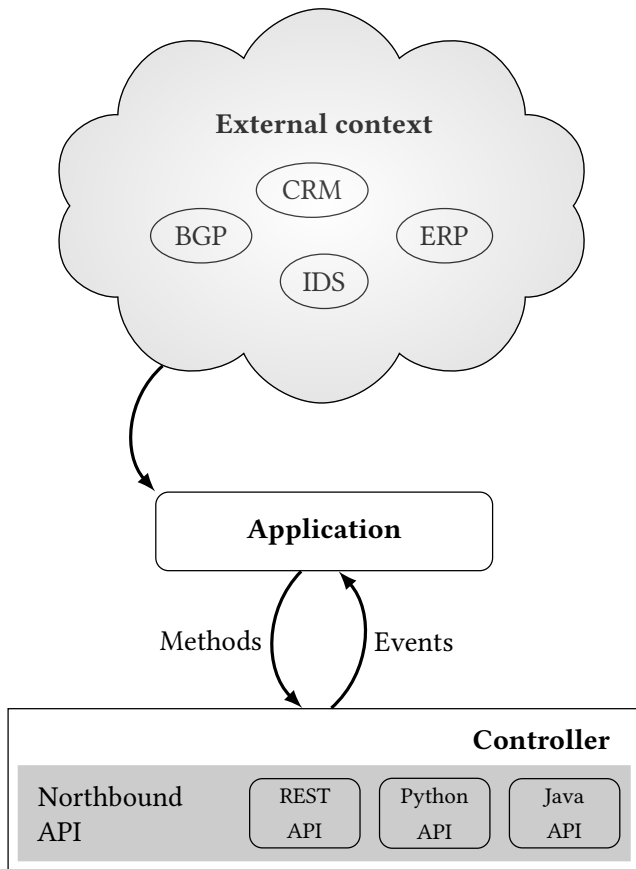 External context
CRM
BGP
ERP
IDS
Application
Methods
Events
Controller
Northbound
API
REST
API
Python
API
Java
API